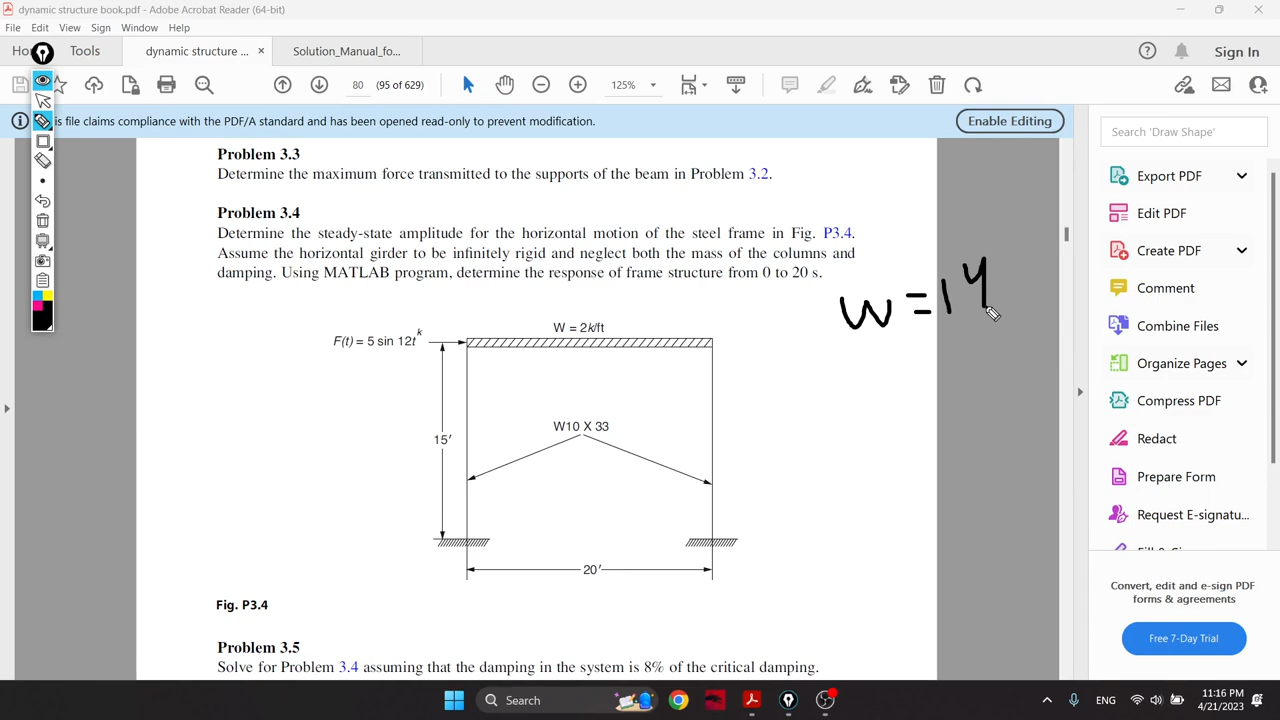 dynamic structure book.pdf - Adobe Acrobat Reader (64-bit)
File Edit View Sign Window Help
Tools dynamic structure ... × Solution_Manual_fo... Sign In
80 (95 of 629) 125%
is file claims compliance with the PDF/A standard and has been opened read-only to prevent modification. Enable Editing
Problem 3.3
Determine the maximum force transmitted to the supports of the beam in Problem 3.2.
Problem 3.4
Determine the steady-state amplitude for the horizontal motion of the steel frame in Fig. P3.4.
Assume the horizontal girder to be infinitely rigid and neglect both the mass of the columns and
damping. Using MATLAB program, determine the response of frame structure from 0 to 20 s.
w = 14
W = 2k/ft
F(t) = 5 sin 12t k
W10 X 33
15′
20′
Fig. P3.4
Problem 3.5
Solve for Problem 3.4 assuming that the damping in the system is 8% of the critical damping.
Search 'Draw Shape'
Export PDF
Edit PDF
Create PDF
Comment
Combine Files
Organize Pages
Compress PDF
Redact
Prepare Form
Request E-signatu...
Convert, edit and e-sign PDF
forms & agreements
Free 7-Day Trial
Search
ENG
11:16 PM
4/21/2023